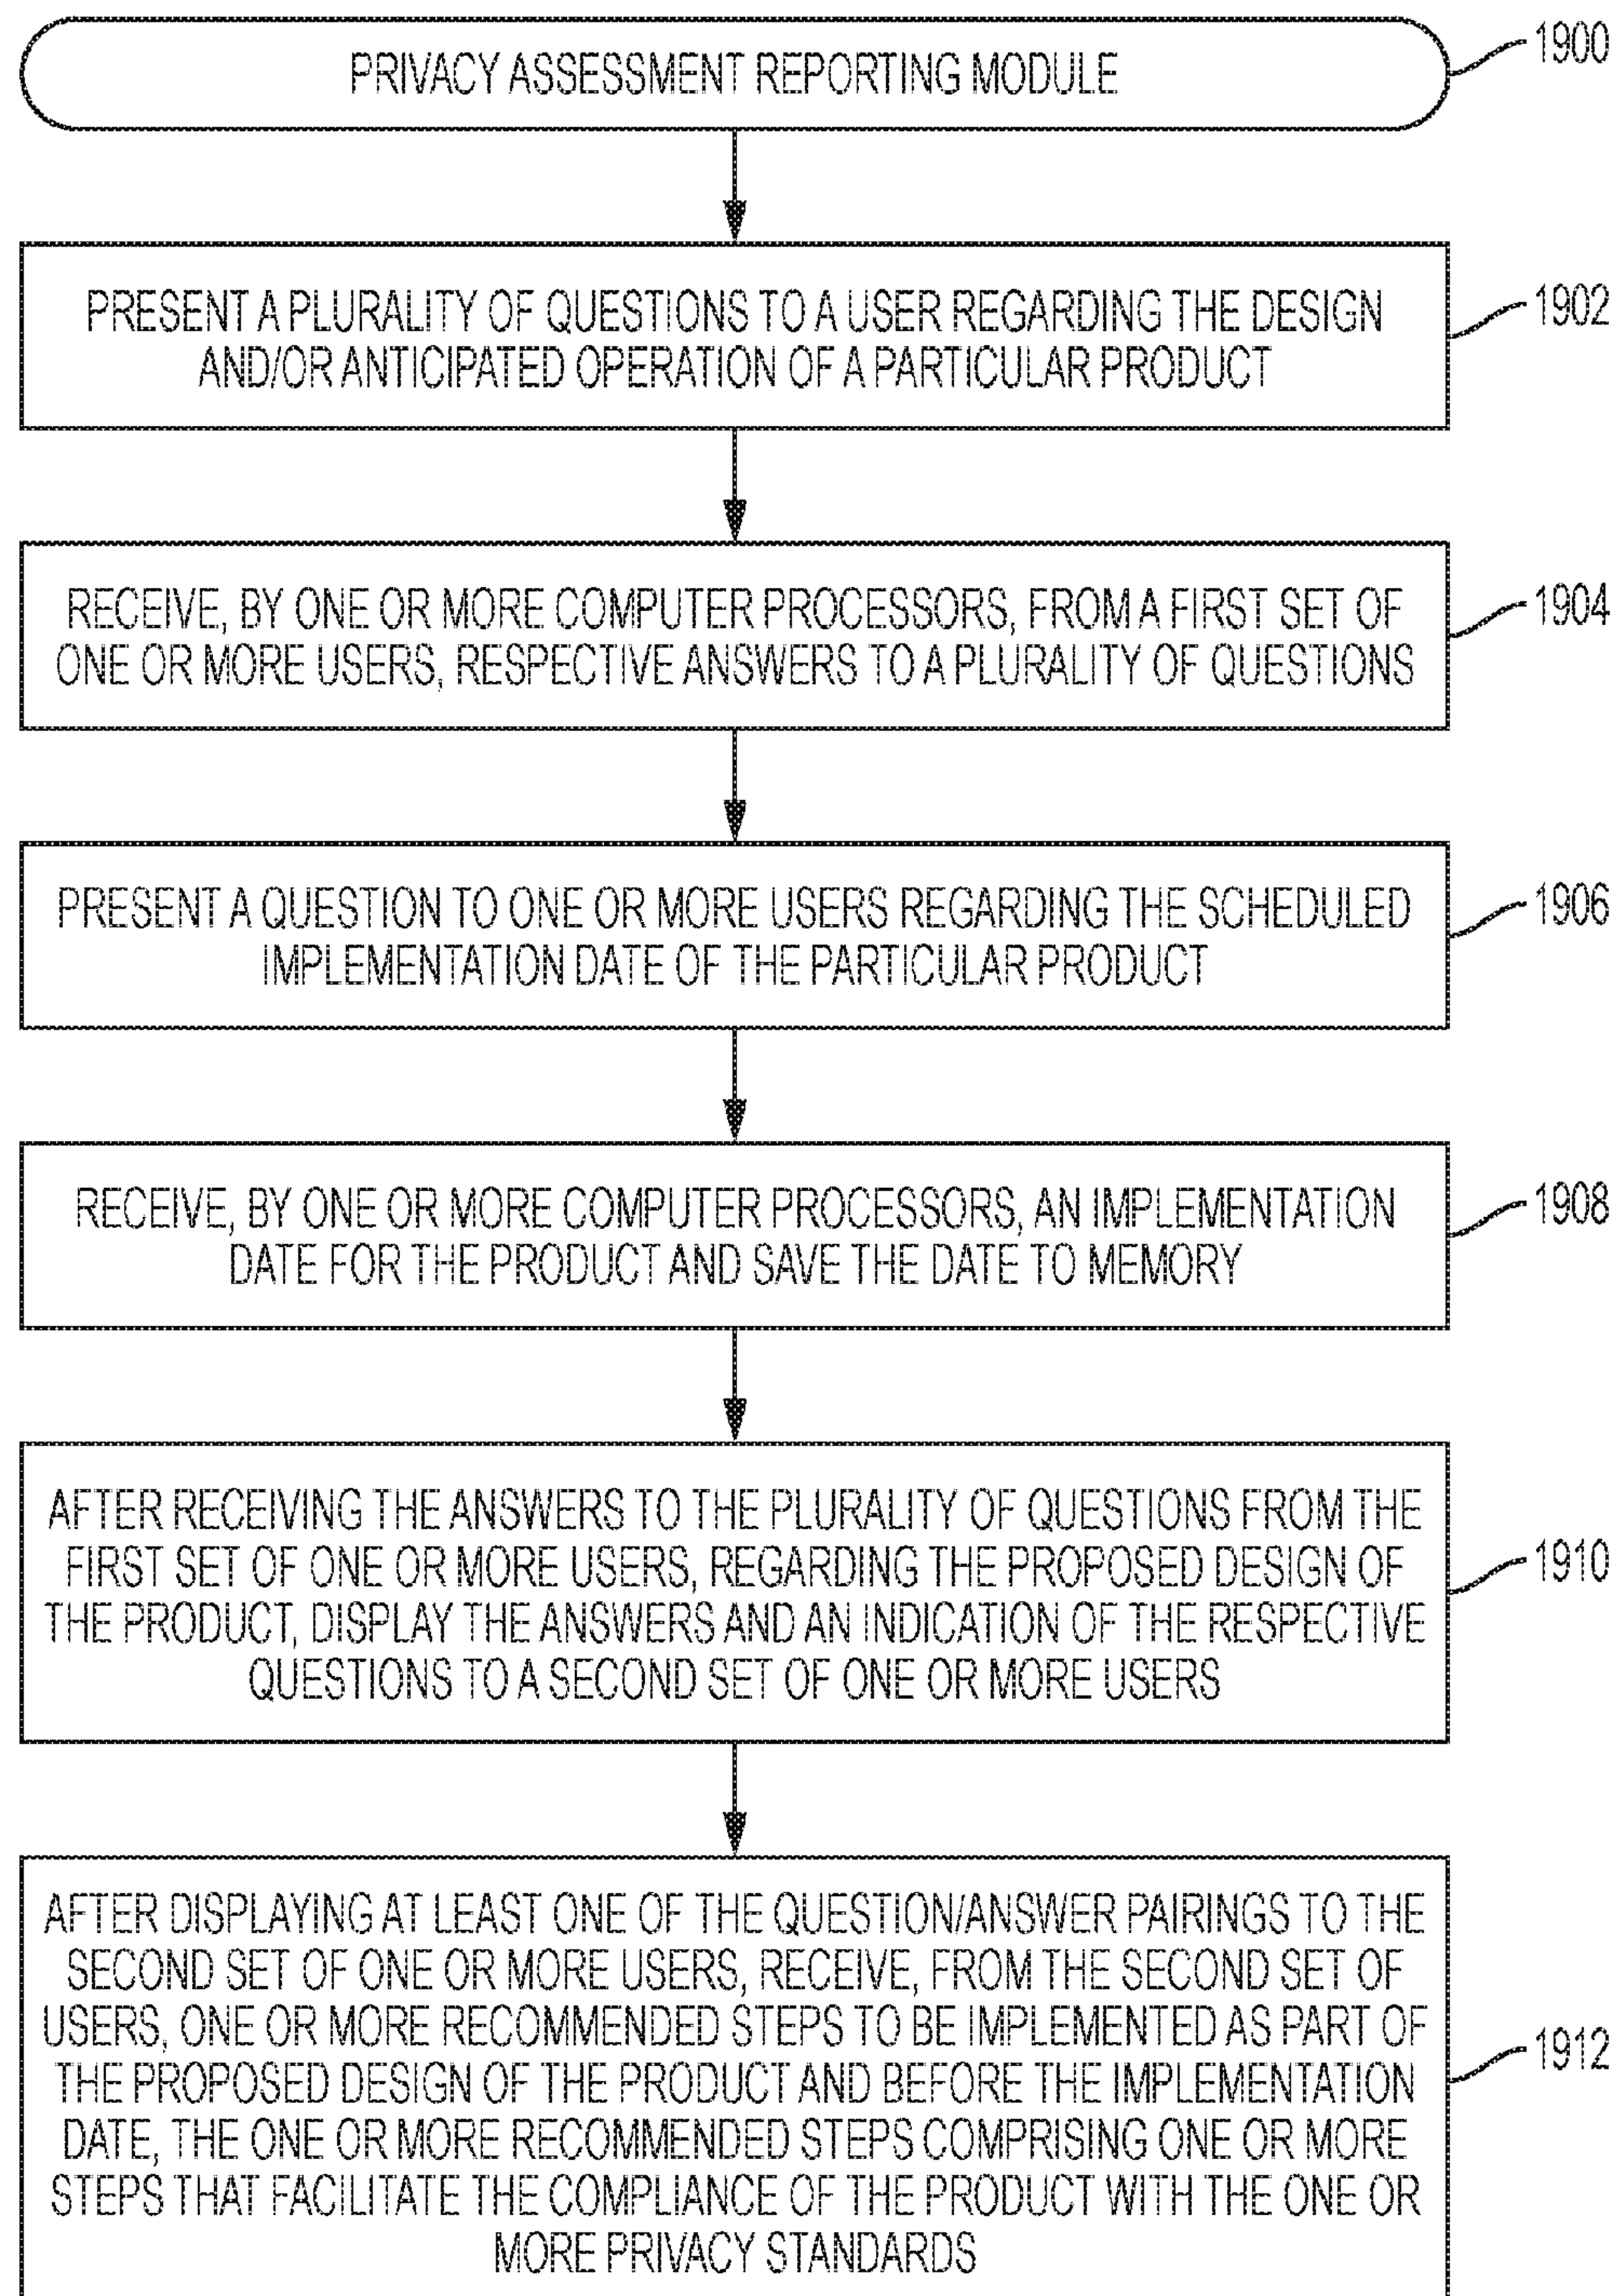 PRIVACY ASSESSMENT REPORTING MODULE
1900
PRESENT A PLURALITY OF QUESTIONS TO A USER REGARDING THE DESIGN
AND/OR ANTICIPATED OPERATION OF A PARTICULAR PRODUCT
1902
RECEIVE, BY ONE OR MORE COMPUTER PROCESSORS, FROM A FIRST SET OF
ONE OR MORE USERS, RESPECTIVE ANSWERS TO A PLURALITY OF QUESTIONS
1904
PRESENT A QUESTION TO ONE OR MORE USERS REGARDING THE SCHEDULED
IMPLEMENTATION DATE OF THE PARTICULAR PRODUCT
1906
RECEIVE, BY ONE OR MORE COMPUTER PROCESSORS, AN IMPLEMENTATION
DATE FOR THE PRODUCT AND SAVE THE DATE TO MEMORY
1908
AFTER RECEIVING THE ANSWERS TO THE PLURALITY OF QUESTIONS FROM THE
FIRST SET OF ONE OR MORE USERS, REGARDING THE PROPOSED DESIGN OF
THE PRODUCT, DISPLAY THE ANSWERS AND AN INDICATION OF THE RESPECTIVE
QUESTIONS TO A SECOND SET OF ONE OR MORE USERS
1910
AFTER DISPLAYING AT LEAST ONE OF THE QUESTION/ANSWER PAIRINGS TO THE
SECOND SET OF ONE OR MORE USERS, RECEIVE, FROM THE SECOND SET OF
USERS, ONE OR MORE RECOMMENDED STEPS TO BE IMPLEMENTED AS PART OF
THE PROPOSED DESIGN OF THE PRODUCT AND BEFORE THE IMPLEMENTATION
DATE, THE ONE OR MORE RECOMMENDED STEPS COMPRISING ONE OR MORE
STEPS THAT FACILITATE THE COMPLIANCE OF THE PRODUCT WITH THE ONE OR
MORE PRIVACY STANDARDS
1912